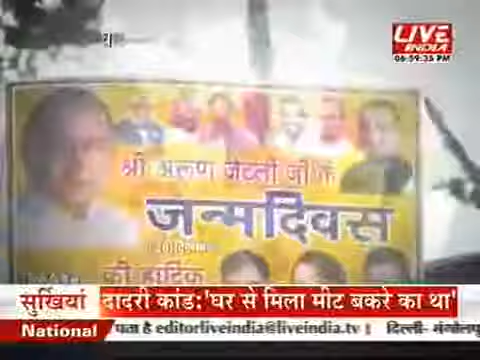 LIVE
INDIA
06:59:35 PM
श्री अरूण जेटली जी के
जन्मदिवस
की हार्दिक
सुर्खियां दादरी कांड:'घर से मिला मीट बकरे का था'
National पता है editorliveindia@liveindia.tv | दिल्ली- मंगोलपु